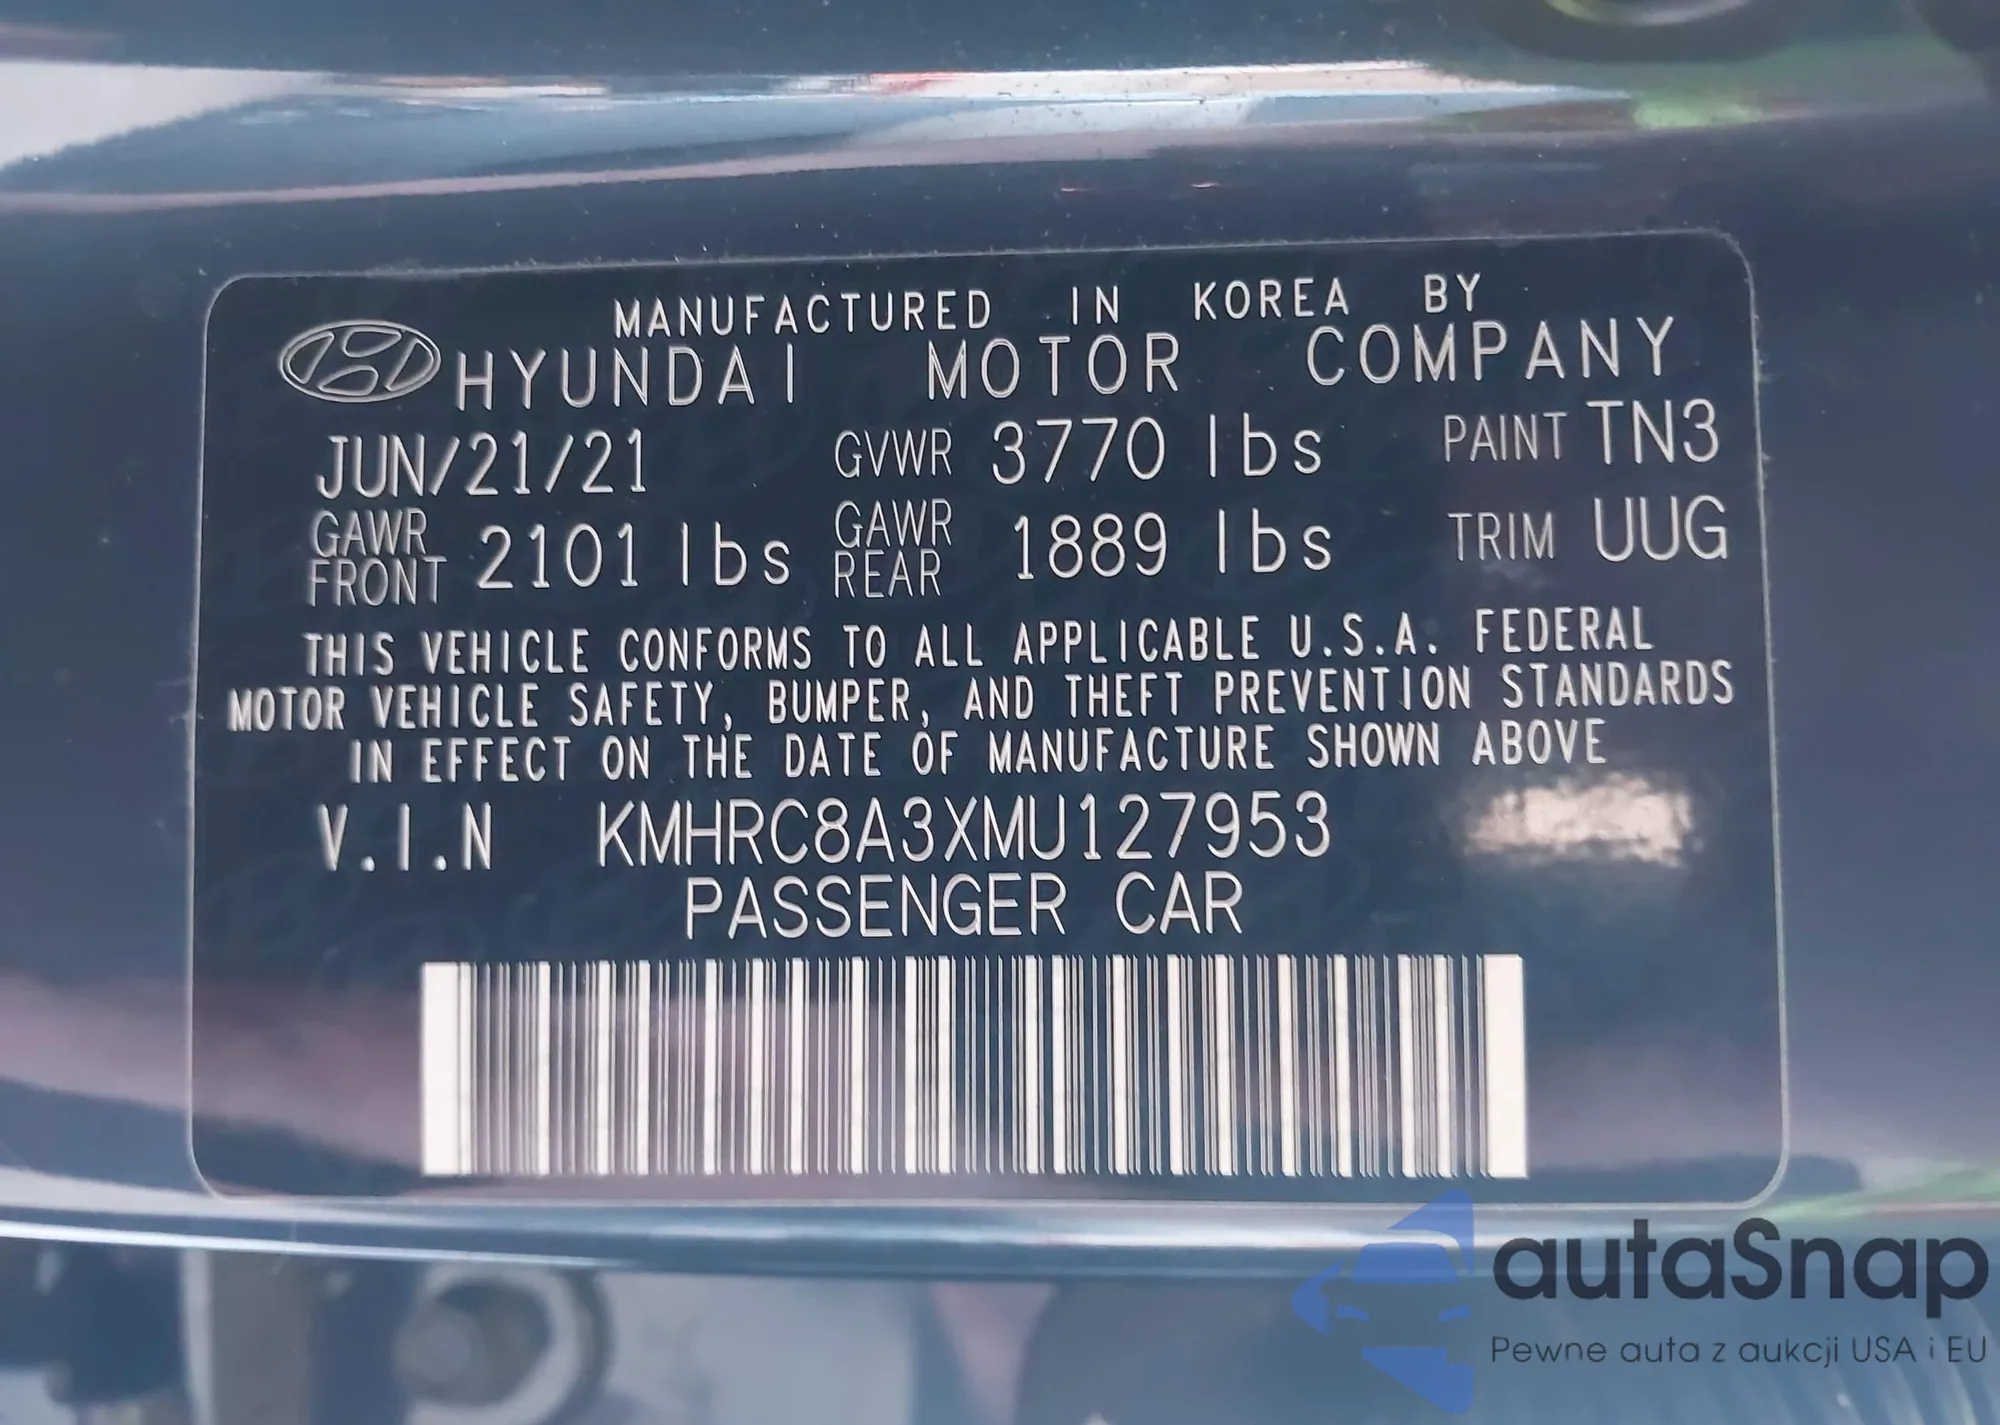 MANUFACTURED IN KOREA BY
HYUNDAI MOTOR COMPANY
JUN/21/21 GVWR 3770 lbs PAINT TN3
GAWR FRONT 2101 lbs GAWR REAR 1889 lbs TRIM UUG
THIS VEHICLE CONFORMS TO ALL APPLICABLE U.S.A. FEDERAL
MOTOR VEHICLE SAFETY, BUMPER, AND THEFT PREVENTION STANDARDS
IN EFFECT ON THE DATE OF MANUFACTURE SHOWN ABOVE
V.I.N KMHRC8A3XMU127953
PASSENGER CAR
autaSnap
Pewne auta z aukcji USA i EU